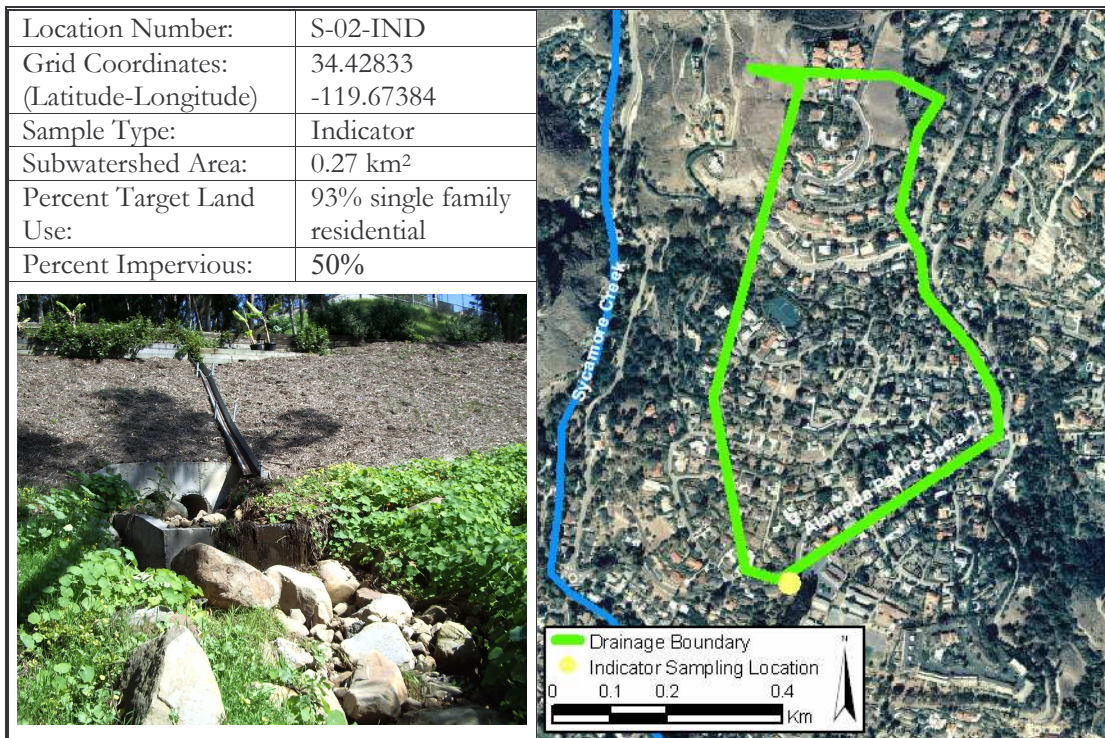 Location Number: S-02-IND
Grid Coordinates: 34.42833
(Latitude-Longitude) -119.67384
Sample Type: Indicator
Subwatershed Area: 0.27 km²
Percent Target Land 93% single family
Use: residential
Percent Impervious: 50%
Sycamore Creek
Alameda Padre Serra
Drainage Boundary
Indicator Sampling Location
N
0 0.1 0.2 0.4
Km